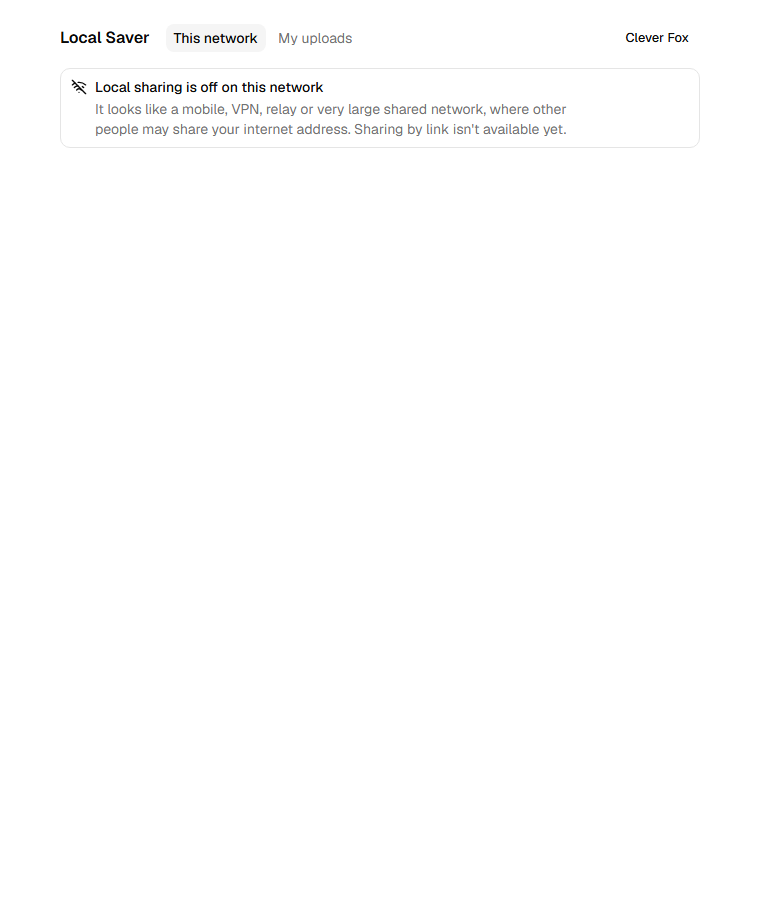 Local Saver
This network
My uploads
Clever Fox
Local sharing is off on this network
It looks like a mobile, VPN, relay or very large shared network, where other
people may share your internet address. Sharing by link isn't available yet.